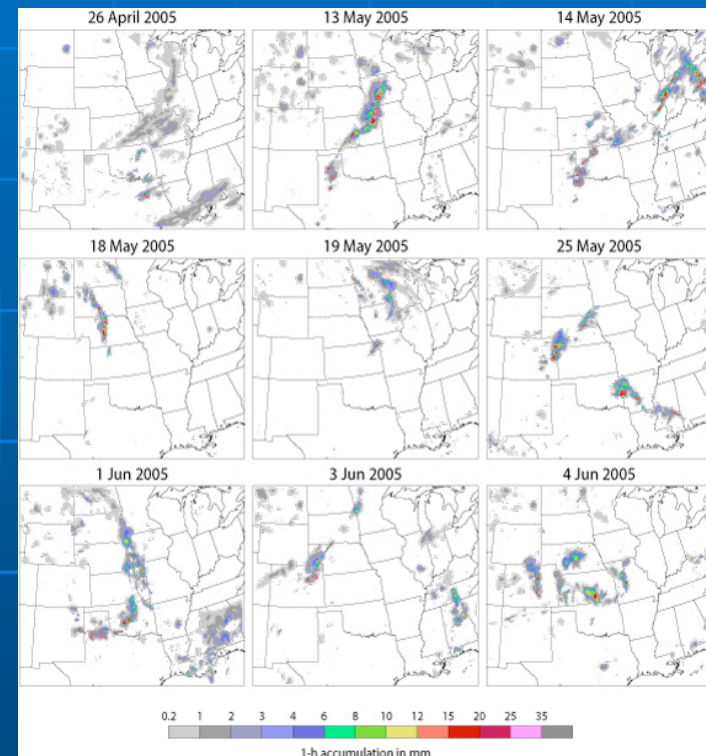 26 April 2005
13 May 2005
14 May 2005
18 May 2005
19 May 2005
25 May 2005
1 Jun 2005
3 Jun 2005
4 Jun 2005
0.2 1 2 3 4 6 8 10 12 15 20 25 35
1-h accumulation in mm